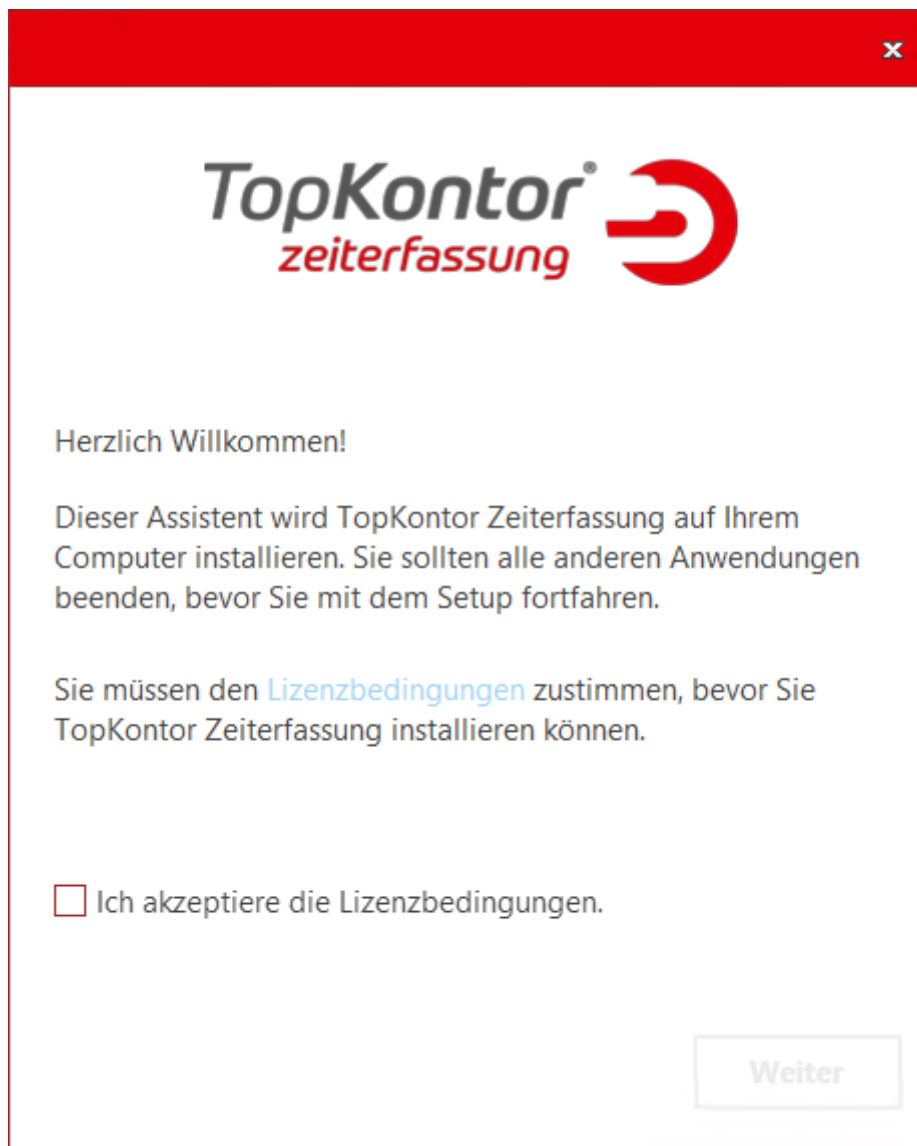 TopKontor®
zeiterfassung
Herzlich Willkommen!
Dieser Assistent wird TopKontor Zeiterfassung auf Ihrem
Computer installieren. Sie sollten alle anderen Anwendungen
beenden, bevor Sie mit dem Setup fortfahren.
Sie müssen den Lizenzbedingungen zustimmen, bevor Sie
TopKontor Zeiterfassung installieren können.
Ich akzeptiere die Lizenzbedingungen.
Weiter